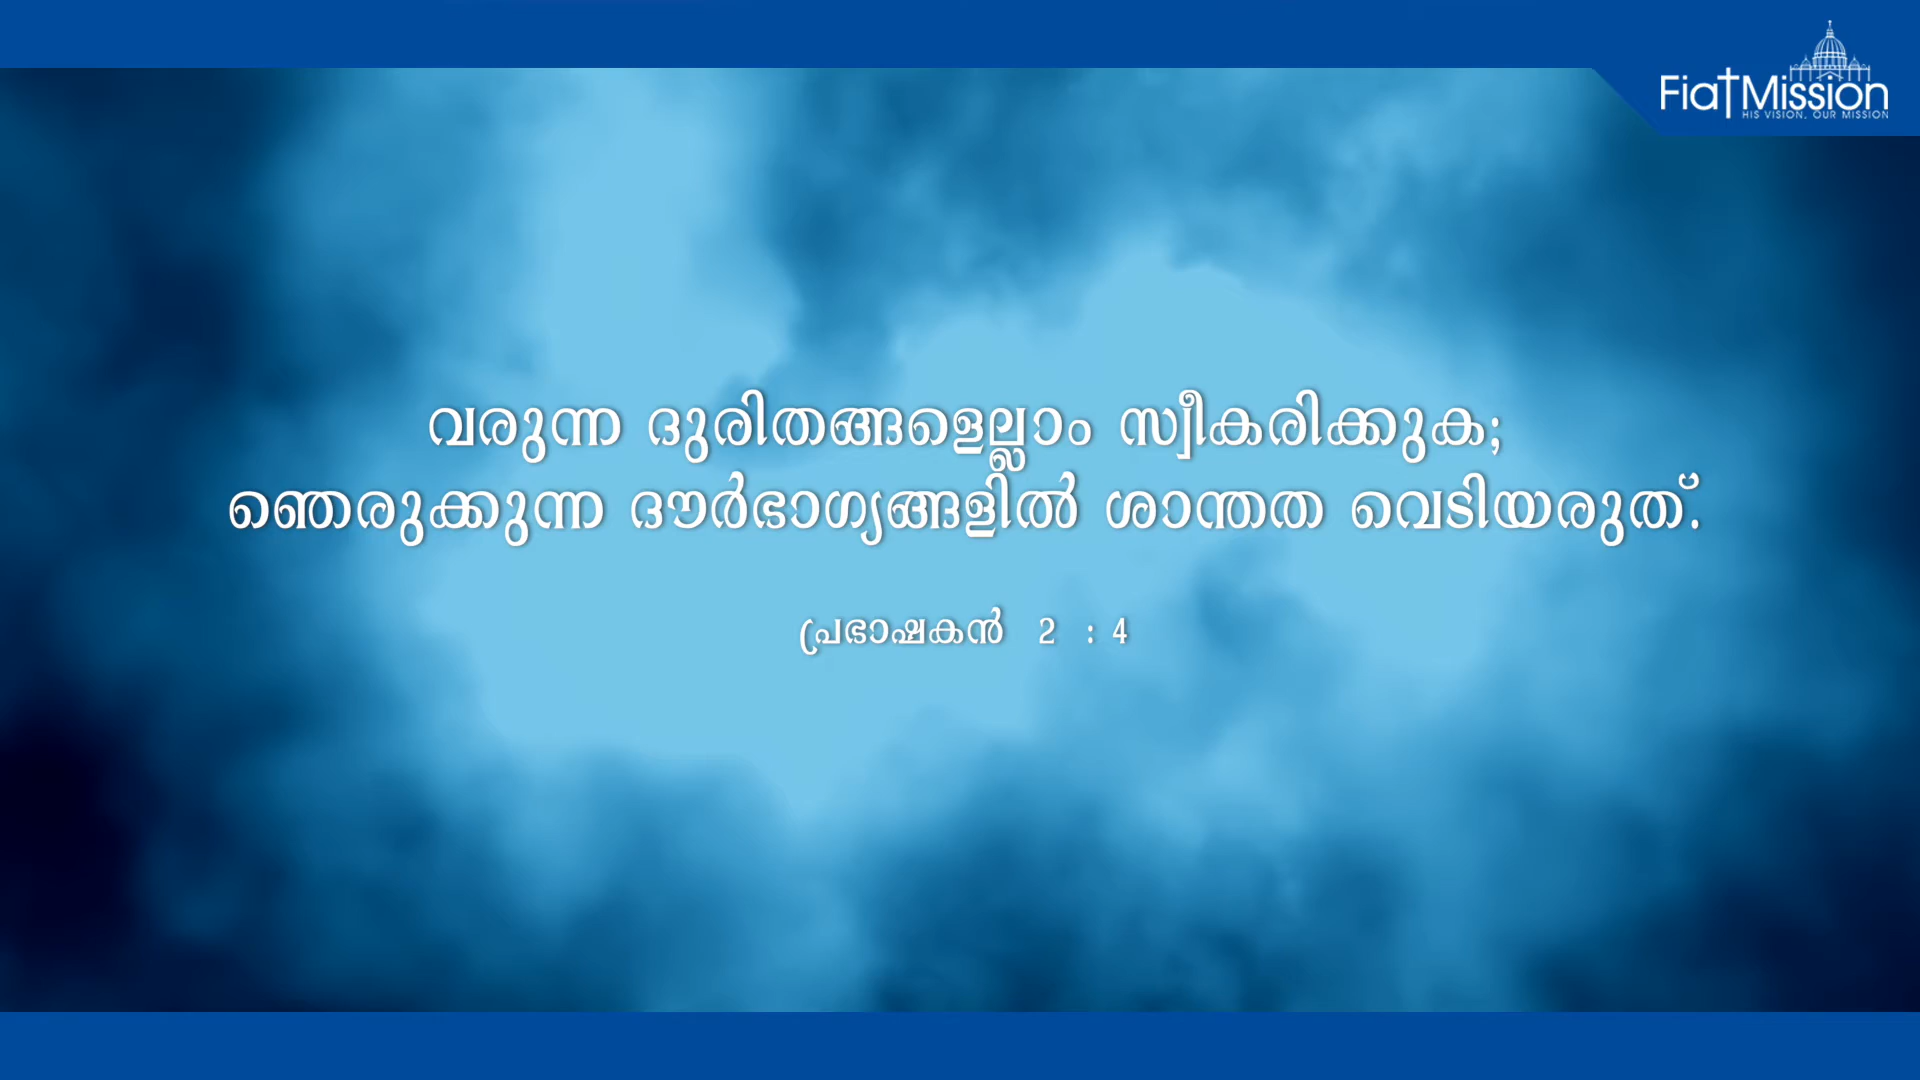 FiatMission
HIS VISION, OUR MISSION
വരുന്ന ദുരിതങ്ങളെല്ലാം സ്വീകരിക്കുക;
ഞെരുക്കുന്ന ദൗർഭാഗ്യങ്ങളിൽ ശാന്തത വെടിയരുത്.
പ്രഭാഷകൻ 2 : 4